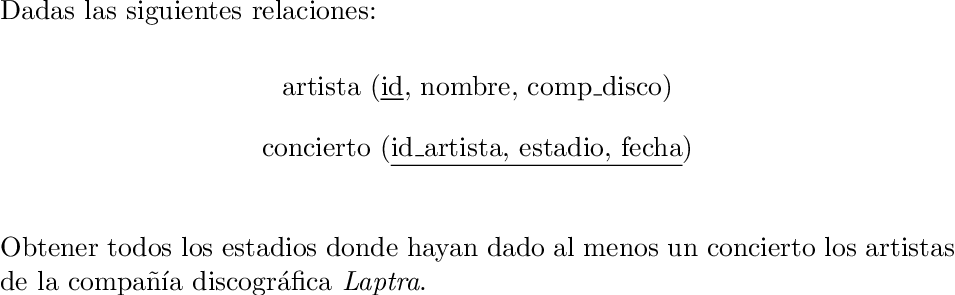 Dadas las siguientes relaciones:
artista (id, nombre, comp_disco)
concierto (id_artista, estadio, fecha)
Obtener todos los estadios donde hayan dado al menos un concierto los artistas
de la compañía discográfica Laptra.